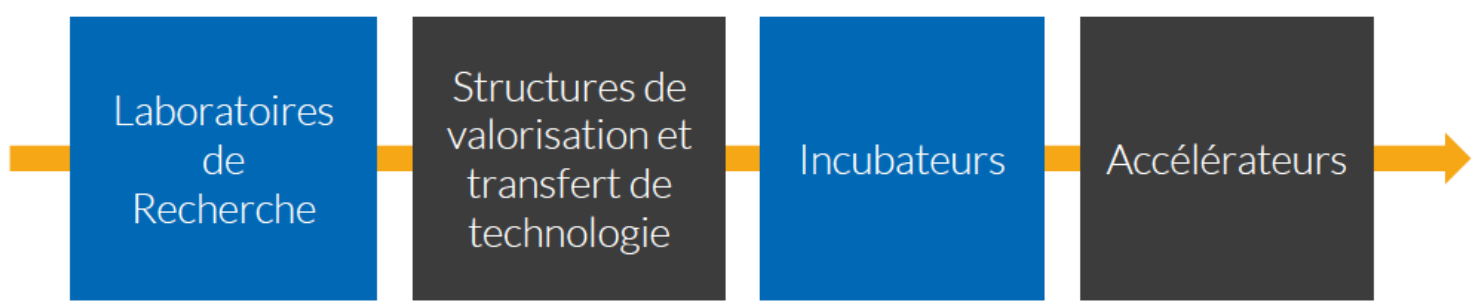 Laboratoires
de
Recherche
Structures de
valorisation et
transfert de
technologie
Incubateurs
Accélérateurs